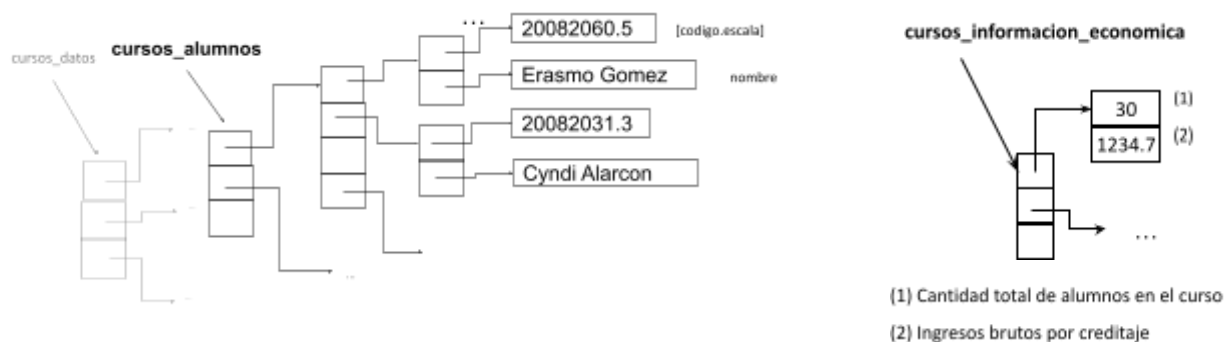 cursos_datos
cursos_alumnos
...
20082060.5
[codigo.escala]
Erasmo Gomez
nombre
20082031.3
Cyndi Alarcon
...
cursos_informacion_economica
30
(1)
1234.7
(2)
...
(1) Cantidad total de alumnos en el curso
(2) Ingresos brutos por creditaje